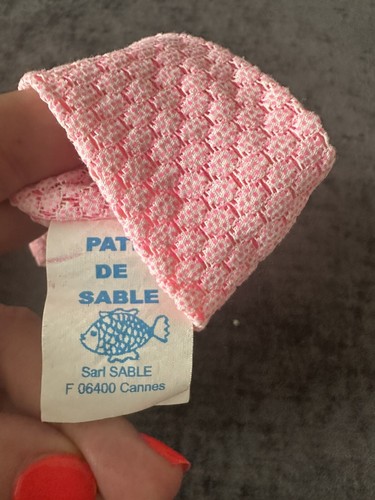 PAT
DE
SABLE
Sarl SABLE
F 06400 Cannes